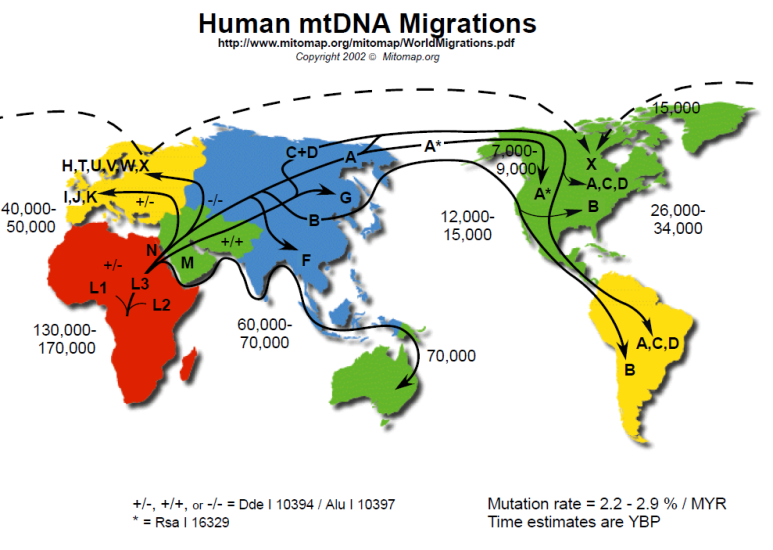 Human mtDNA Migrations
http://www.mitomap.org/mitomap/WorldMigrations.pdf
Copyright 2002 © Mitomap.org
15,000
C+D
A
A*
7,000-
9,000
X
H,T,U,V,W,X
A*
A,C,D
I,J,K
+/-
-/-
G
B
B
40,000-
50,000
12,000-
15,000
26,000-
34,000
N
+/+
M
F
+/-
L3
L1
L2
130,000-
170,000
60,000-
70,000
70,000
A,C,D
B
+/-, +/+, or -/- = Dde I 10394 / Alu I 10397
* = Rsa I 16329
Mutation rate = 2.2 - 2.9 % / MYR
Time estimates are YBP